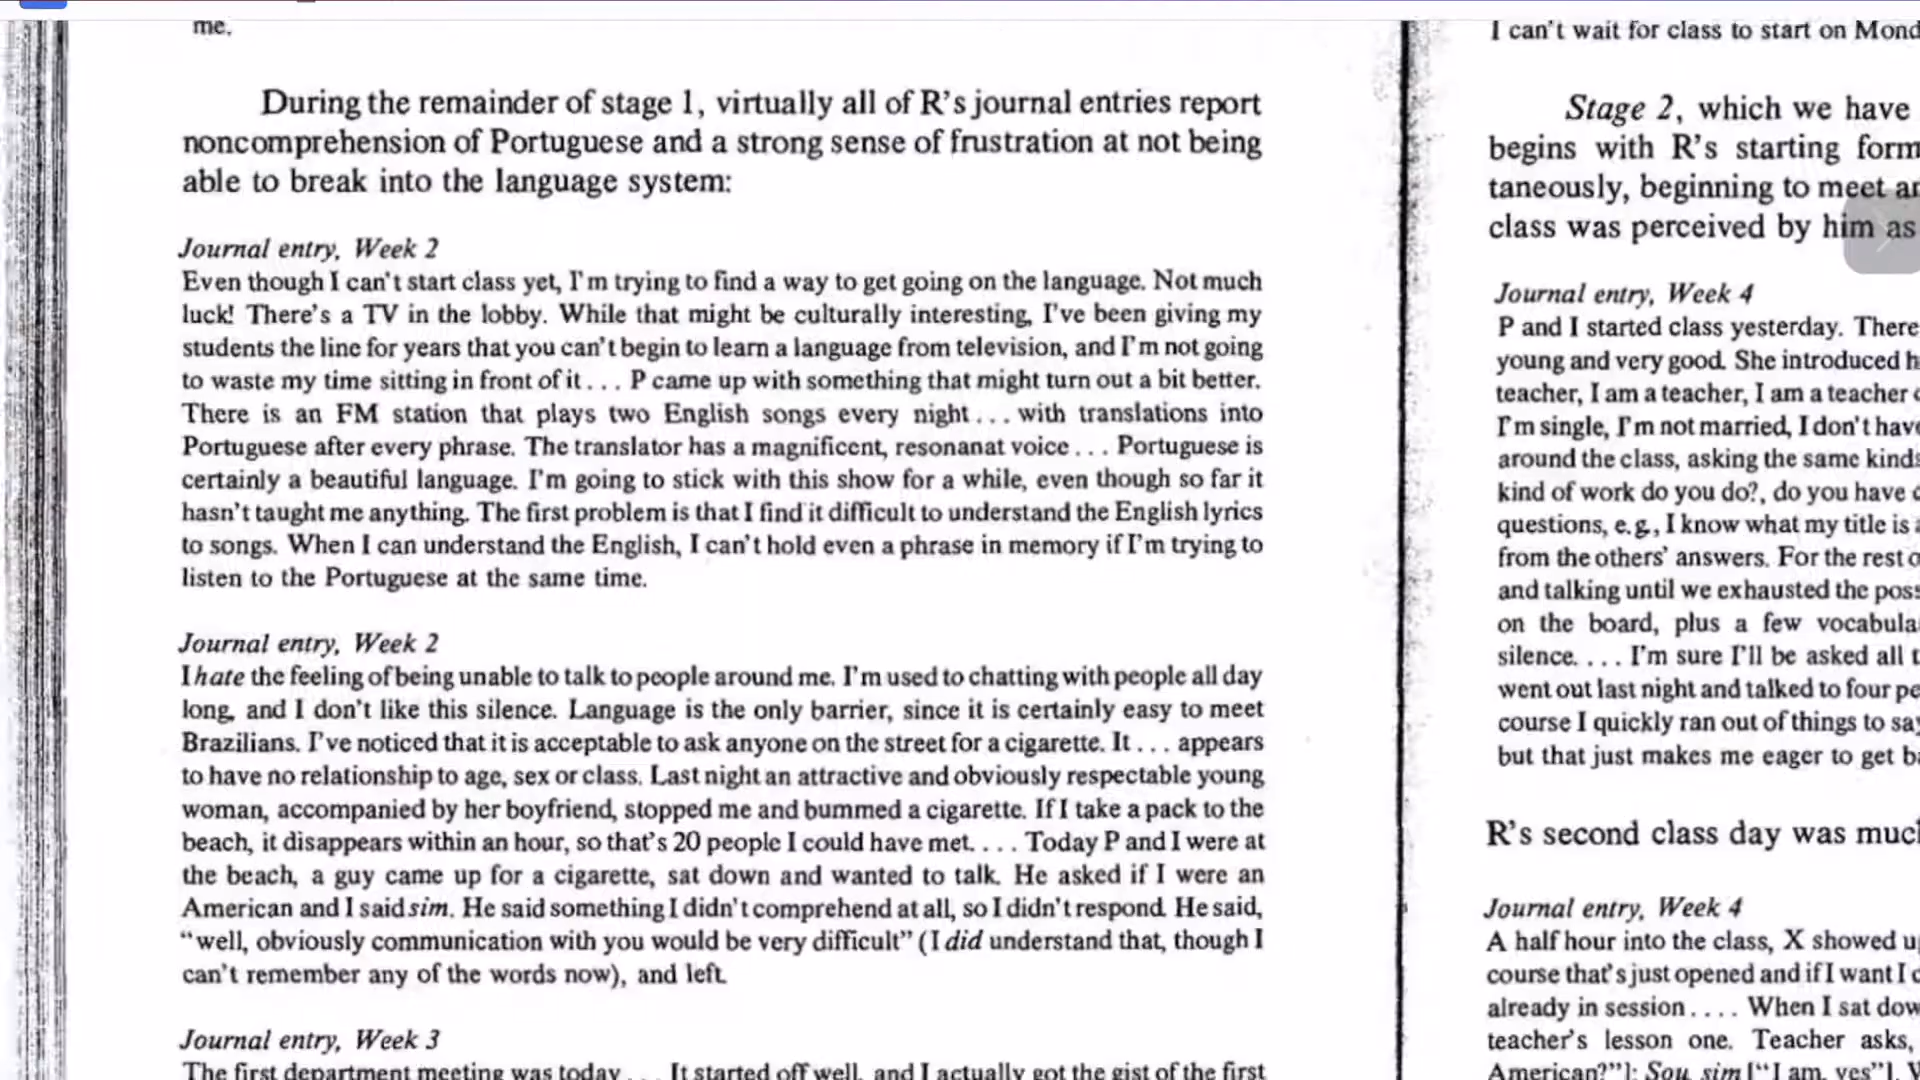 me.
During the remainder of stage 1, virtually all of R's journal entries report
noncomprehension of Portuguese and a strong sense of frustration at not being
able to break into the language system:
Journal entry, Week 2
Even though I can't start class yet, I'm trying to find a way to get going on the language. Not much
luck! There's a TV in the lobby. While that might be culturally interesting, I've been giving my
students the line for years that you can't begin to learn a language from television, and I'm not going
to waste my time sitting in front of it... P came up with something that might turn out a bit better.
There is an FM station that plays two English songs every night... with translations into
Portuguese after every phrase. The translator has a magnificent, resonanat voice... Portuguese is
certainly a beautiful language. I'm going to stick with this show for a while, even though so far it
hasn't taught me anything. The first problem is that I find it difficult to understand the English lyrics
to songs. When I can understand the English, I can't hold even a phrase in memory if I'm trying to
listen to the Portuguese at the same time.
Journal entry, Week 2
I hate the feeling of being unable to talk to people around me. I'm used to chatting with people all day
long, and I don't like this silence. Language is the only barrier, since it is certainly easy to meet
Brazilians. I've noticed that it is acceptable to ask anyone on the street for a cigarette. It... appears
to have no relationship to age, sex or class. Last night an attractive and obviously respectable young
woman, accompanied by her boyfriend, stopped me and bummed a cigarette. If I take a pack to the
beach, it disappears within an hour, so that's 20 people I could have met.... Today P and I were at
the beach, a guy came up for a cigarette, sat down and wanted to talk. He asked if I were an
American and I said sim. He said something I didn't comprehend at all, so I didn't respond. He said,
"well, obviously communication with you would be very difficult" (I did understand that, though I
can't remember any of the words now), and left.
Journal entry, Week 3
The first department meeting was today... It started off well, and I actually got the gist of the first
I can't wait for class to start on Mond
Stage 2, which we have
begins with R's starting form
taneously, beginning to meet an
class was perceived by him as
Journal entry, Week 4
P and I started class yesterday. There
young and very good. She introduced h
teacher, I am a teacher, I am a teacher
I'm single, I'm not married, I don't have
around the class, asking the same kinds
kind of work do you do?, do you have
questions, e.g., I know what my title is
from the others' answers. For the rest o
and talking until we exhausted the poss
on the board, plus a few vocabula
silence.... I'm sure I'll be asked all t
went out last night and talked to four pe
course I quickly ran out of things to say
but that just makes me eager to get ba
R's second class day was much
Journal entry, Week 4
A half hour into the class, X showed up
course that's just opened and if I want I c
already in session.... When I sat dow
teacher's lesson one. Teacher asks,
American?"]: Sou, sim ["I am, yes"].